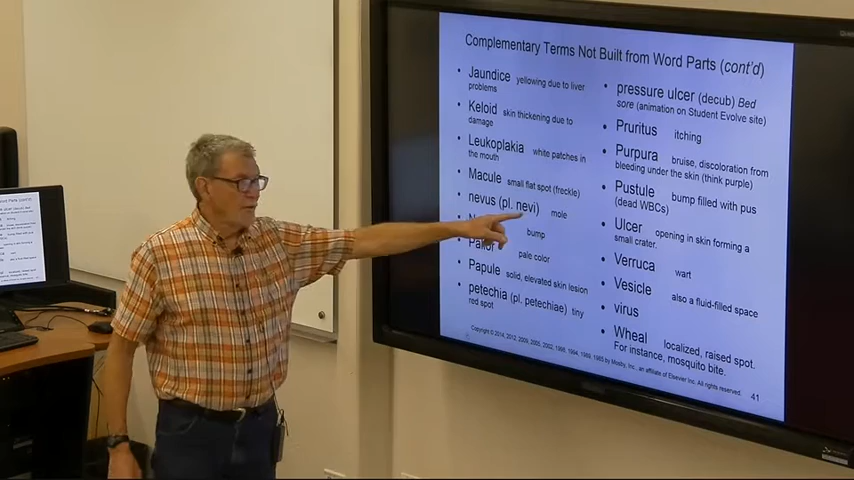 Complementary Terms Not Built from Word Parts (cont'd)
• Jaundice yellowing due to liver
problems
• Keloid skin thickening due to
damage
• Leukoplakia white patches in
the mouth
• Macule small flat spot (freckle)
• nevus (pl. nevi) mole
bump
• Pallor pale color
• Papule solid, elevated skin lesion
• petechia (pl. petechiae) tiny
red spot
• pressure ulcer (decub) Bed
sore (animation on Student Evolve site)
• Pruritus itching
• Purpura bruise, discoloration from
bleeding under the skin (think purple)
• Pustule bump filled with pus
(dead WBCs)
• Ulcer opening in skin forming a
small crater.
• Verruca wart
• Vesicle also a fluid-filled space
• virus
• Wheal localized, raised spot.
For instance, mosquito bite.
41